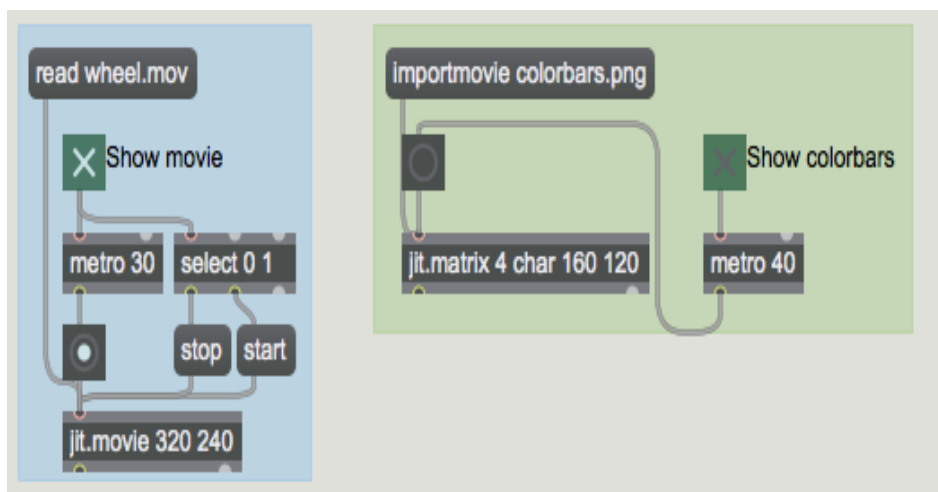 read wheel.mov
Show movie
metro 30
select 0 1
stop
start
jit.movie 320 240
importmovie colorbars.png
Show colorbars
jit.matrix 4 char 160 120
metro 40